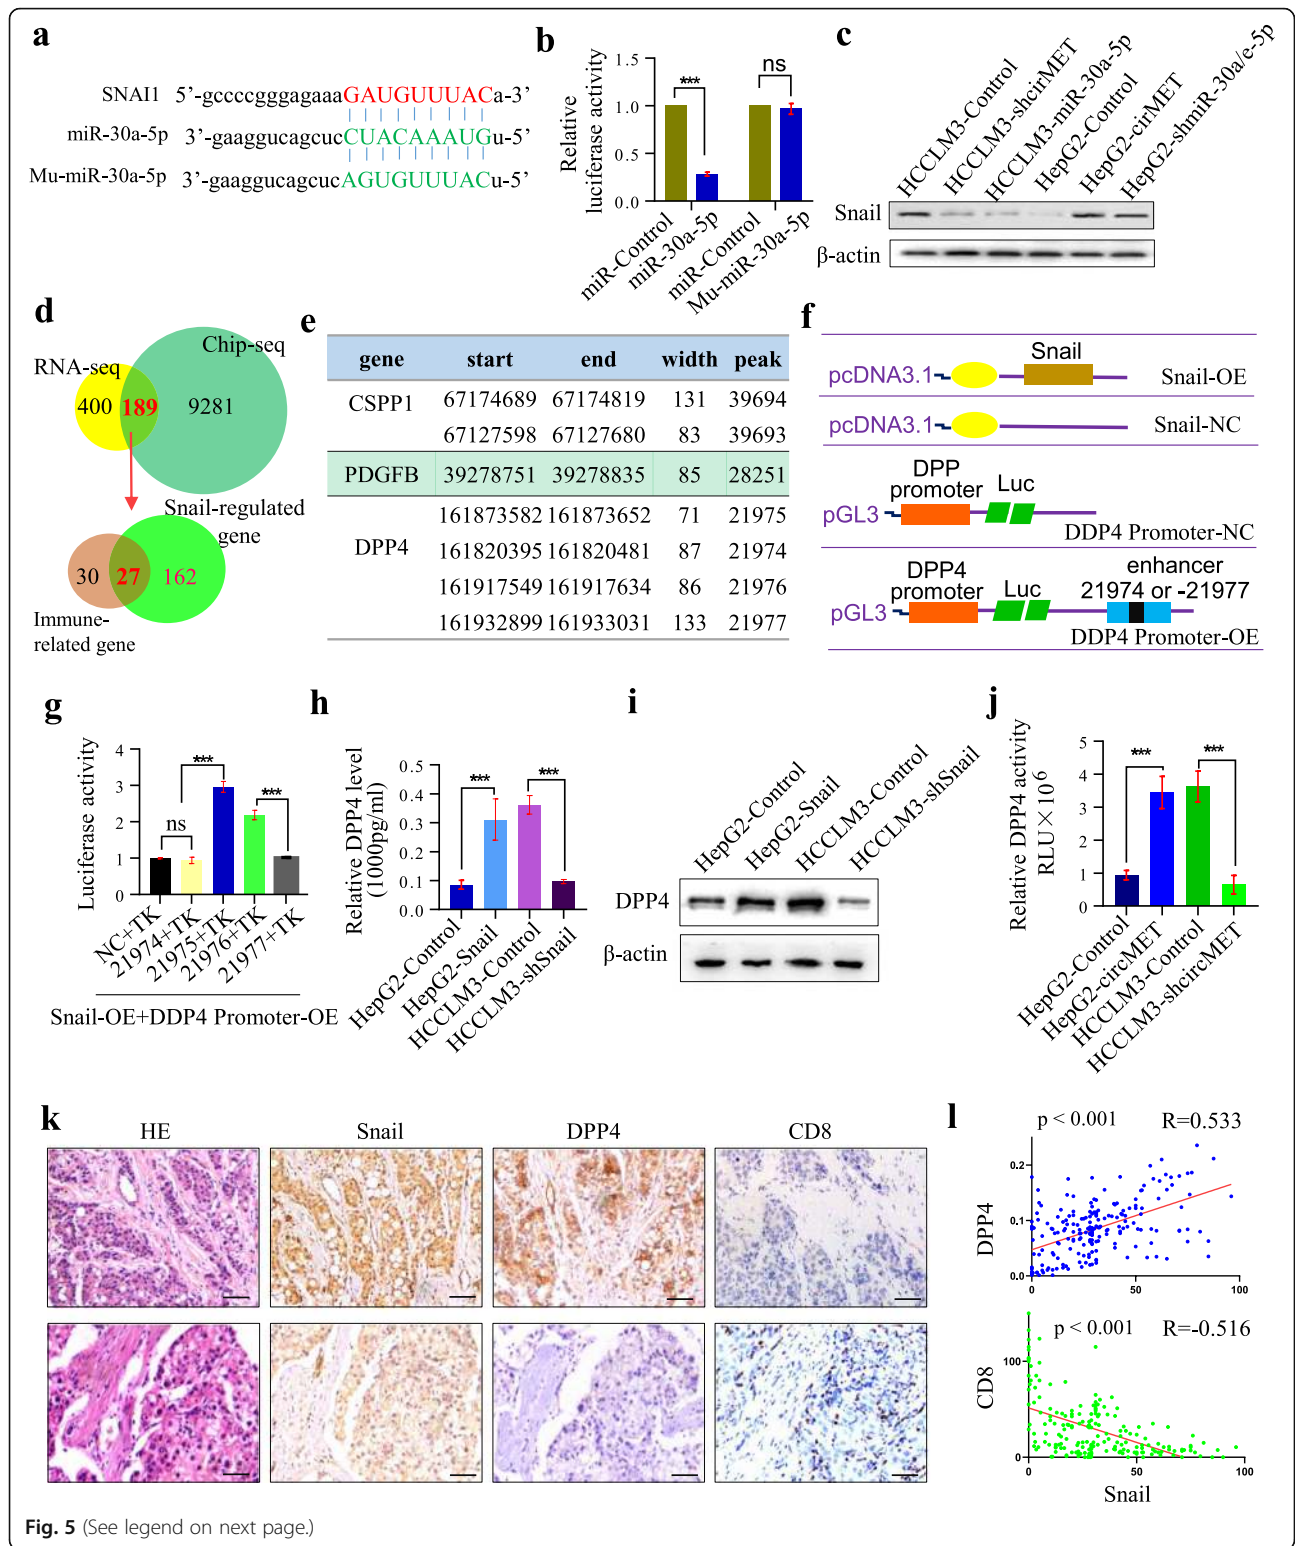 a
SNAI1 5’-gccccgggagaaaGAUGUUUACa-3’
miR-30a-5p 3’-gaaggucagcucCUACAAAUGu-5’
Mu-miR-30a-5p 3’-gaaggucagcucAGUGUUUACu-5’
b
Relative
luciferase activity
1.5
1.0
0.5
0.0
***
ns
miR-Control
miR-30a-5p
miR-Control
Mu-miR-30a-5p
c
HCCLM3-Control
HCCLM3-shcirMET
HCCLM3-miR-30a-5p
HepG2-Control
HepG2-cirMET
HepG2-shmiR-30a/e-5p
Snail
β-actin
d
RNA-seq
Chip-seq
400 189 9281
Snail-regulated
gene
30 27 162
Immune-
related gene
e
gene start end width peak
CSPP1
67174689 67174819 131 39694
67127598 67127680 83 39693
PDGFB 39278751 39278835 85 28251
DPP4
161873582 161873652 71 21975
161820395 161820481 87 21974
161917549 161917634 86 21976
161932899 161933031 133 21977
f
Snail
pcDNA3.1
Snail-OE
pcDNA3.1
Snail-NC
DPP
promoter
Luc
pGL3
DDP4 Promoter-NC
DPP4
promoter
Luc
enhancer
21974 or -21977
pGL3
DDP4 Promoter-OE
g
Luciferase activity
4
3
2
1
0
ns
***
***
NC+TK
21974+TK
21975+TK
21976+TK
21977+TK
Snail-OE+DDP4 Promoter-OE
h
Relative DPP4 level
(1000pg/ml)
0.5
0.4
0.3
0.2
0.1
0.0
***
***
HepG2-Control
HepG2-Snail
HCCLM3-Control
HCCLM3-shSnail
i
HepG2-Control
HepG2-Snail
HCCLM3-Control
HCCLM3-shSnail
DPP4
β-actin
j
Relative DPP4 activity
RLU×10⁶
5
4
3
2
1
0
***
***
HepG2-Control
HepG2-circMET
HCCLM3-Control
HCCLM3-shcircMET
k
HE Snail DPP4 CD8
l
p < 0.001 R=0.533
DPP4
0.2
0.1
0.0
0 50 100
p < 0.001 R=-0.516
CD8
100
0
0 50 100
Snail
Fig. 5 (See legend on next page.)